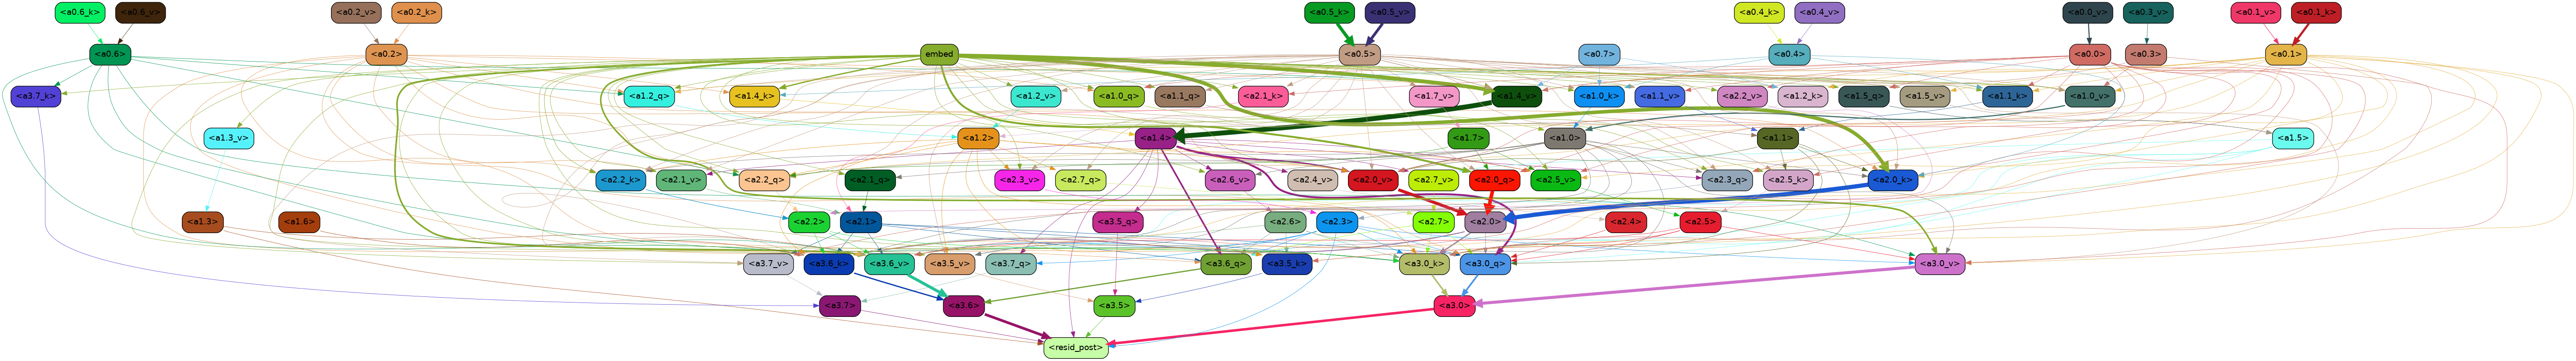 <a0.6_k> <a0.6_v> <a0.2_v> <a0.2_k> <a0.5_k> <a0.5_v> <a0.4_k> <a0.4_v> <a0.0_v> <a0.3_v> <a0.1_v> <a0.1_k>
<a0.6> <a0.2> embed <a0.5> <a0.7> <a0.4> <a0.0> <a0.3> <a0.1>
<a3.7_k> <a1.2_q> <a1.4_k> <a1.2_v> <a1.0_q> <a1.1_q> <a2.1_k> <a1.7_v> <a1.4_v> <a1.0_k> <a1.1_v> <a2.2_v> <a1.2_k> <a1.5_q> <a1.5_v> <a1.1_k> <a1.0_v>
<a1.3_v> <a1.2> <a1.4> <a1.7> <a1.0> <a1.1> <a1.5>
<a2.2_k> <a2.1_v> <a2.2_q> <a2.1_q> <a2.3_v> <a2.7_q> <a2.6_v> <a2.4_v> <a2.0_v> <a2.7_v> <a2.0_q> <a2.5_v> <a2.3_q> <a2.5_k> <a2.0_k>
<a1.3> <a1.6> <a2.2> <a2.1> <a3.5_q> <a2.6> <a2.3> <a2.7> <a2.0> <a2.4> <a2.5>
<a3.7_v> <a3.6_k> <a3.6_v> <a3.5_v> <a3.7_q> <a3.6_q> <a3.5_k> <a3.0_k> <a3.0_q> <a3.0_v>
<a3.7> <a3.6> <a3.5> <a3.0>
<resid_post>